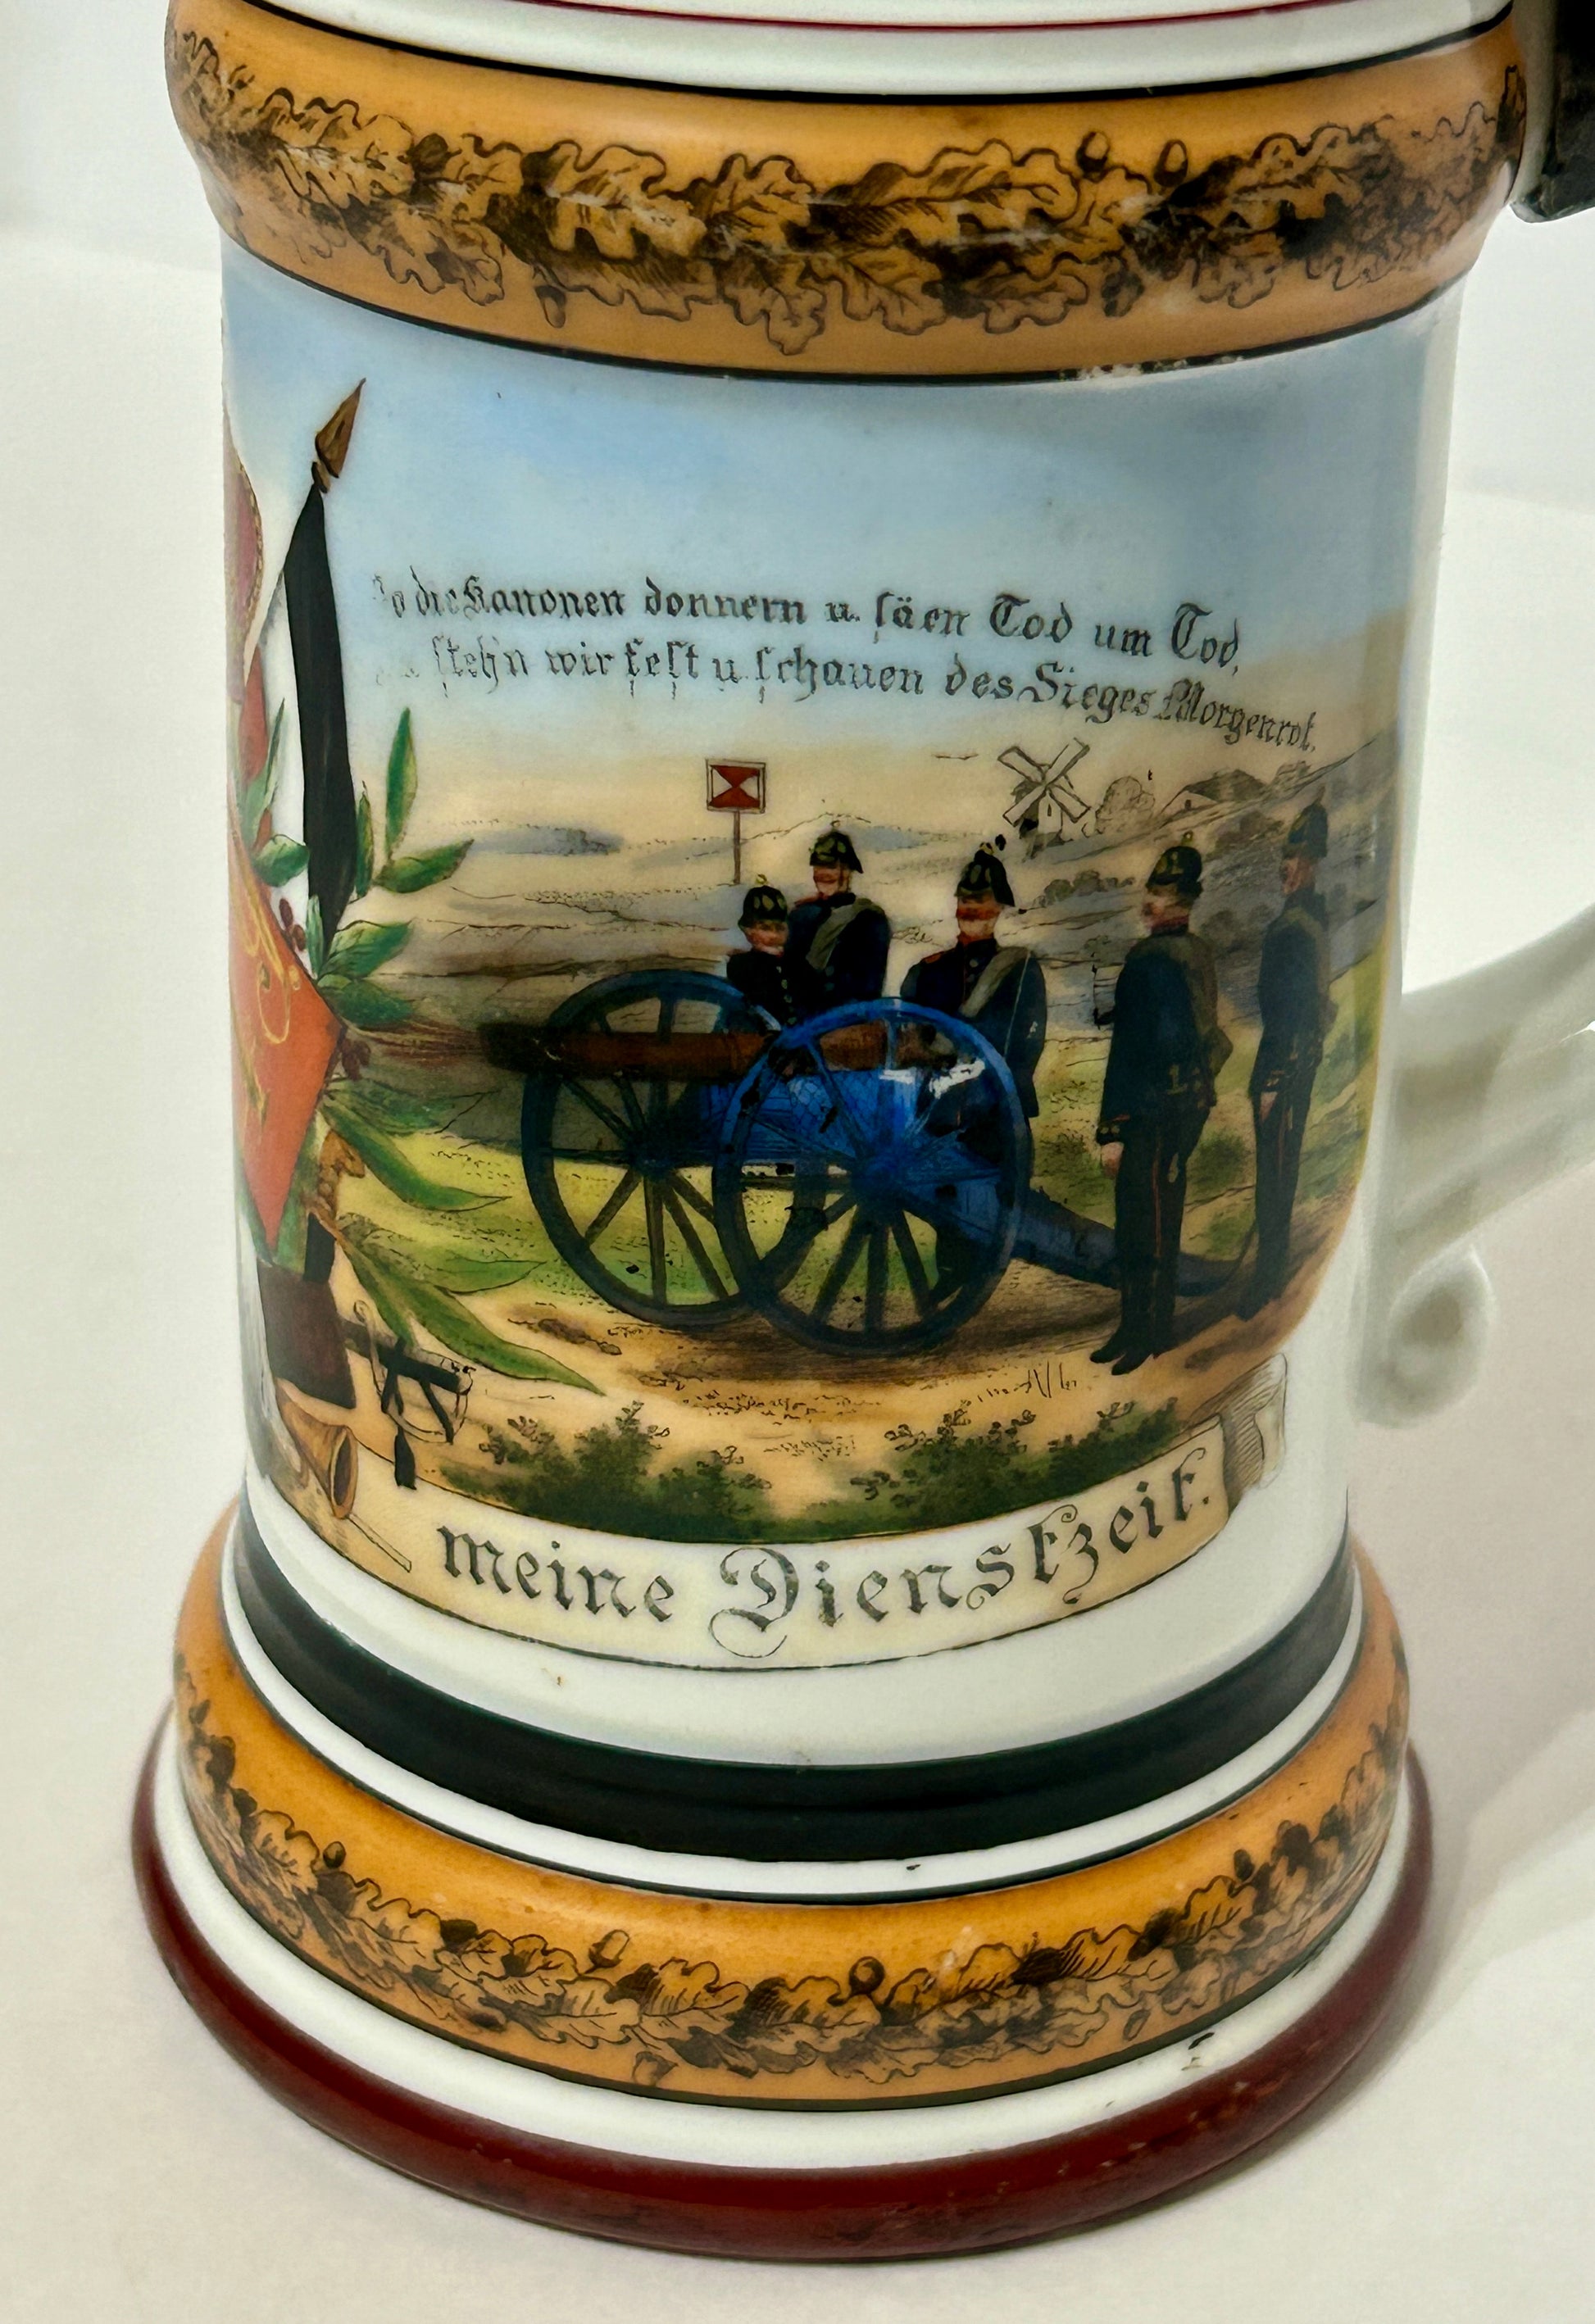 die Kanonen donnern u. säen Tod um Tod,
stehn wir fest u. schauen des Sieges Morgenrot.
meine Dienstzeit.